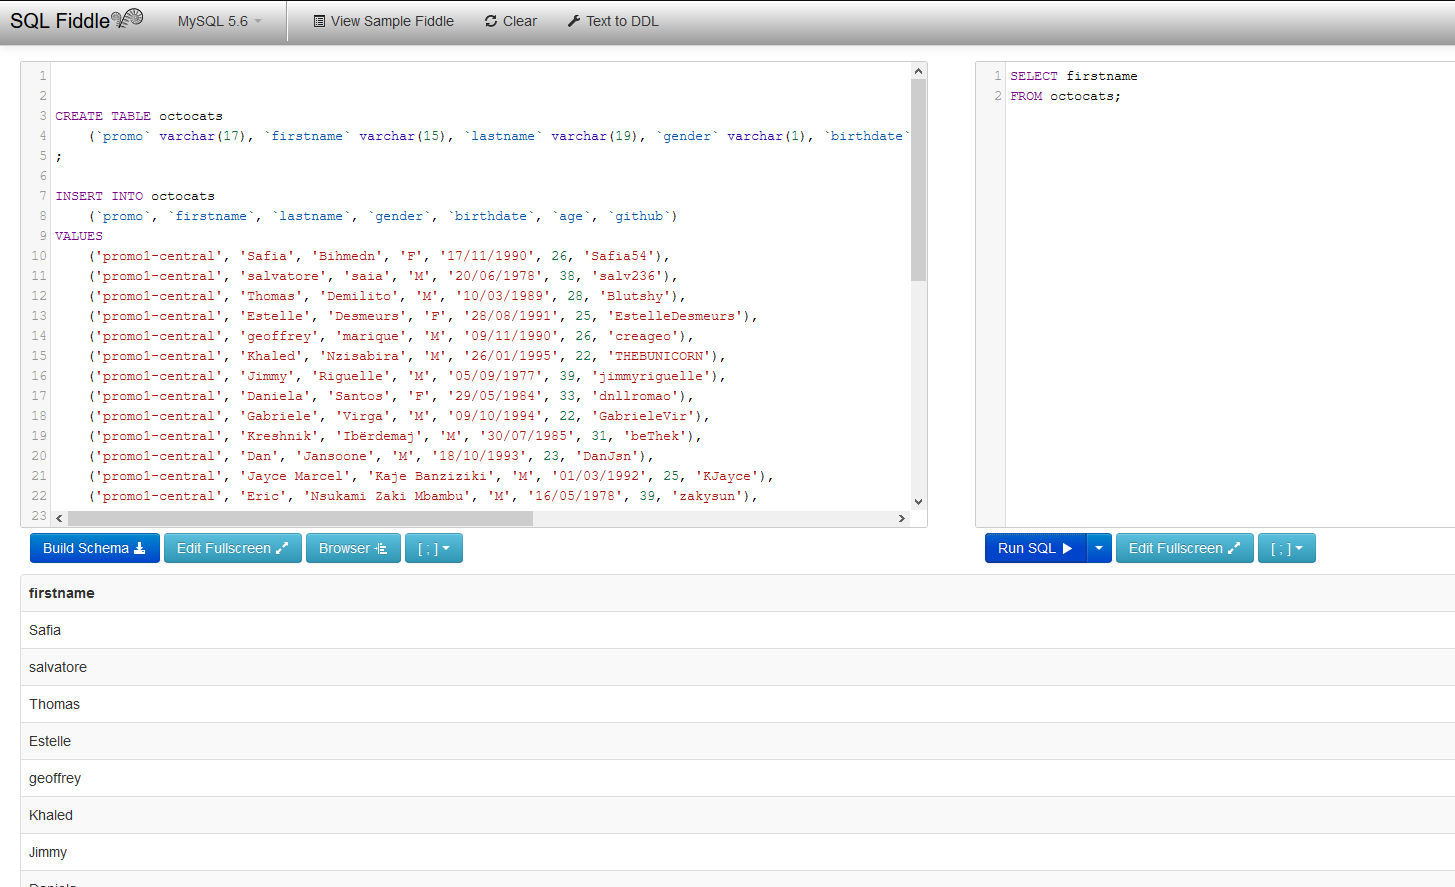 SQL Fiddle MySQL 5.6 View Sample Fiddle Clear Text to DDL
1
2
3 CREATE TABLE octocats
4 (`promo` varchar(17), `firstname` varchar(15), `lastname` varchar(19), `gender` varchar(1), `birthdate`
5 ;
6
7 INSERT INTO octocats
8 (`promo`, `firstname`, `lastname`, `gender`, `birthdate`, `age`, `github`)
9 VALUES
10 ('promo1-central', 'Safia', 'Bihmedn', 'F', '17/11/1990', 26, 'Safia54'),
11 ('promo1-central', 'salvatore', 'saia', 'M', '20/06/1978', 38, 'salv236'),
12 ('promo1-central', 'Thomas', 'Demilito', 'M', '10/03/1989', 28, 'Blutshy'),
13 ('promo1-central', 'Estelle', 'Desmeurs', 'F', '28/08/1991', 25, 'EstelleDesmeurs'),
14 ('promo1-central', 'geoffrey', 'marique', 'M', '09/11/1990', 26, 'creageo'),
15 ('promo1-central', 'Khaled', 'Nzisabira', 'M', '26/01/1995', 22, 'THEBUNICORN'),
16 ('promo1-central', 'Jimmy', 'Riguelle', 'M', '05/09/1977', 39, 'jimmyriguelle'),
17 ('promo1-central', 'Daniela', 'Santos', 'F', '29/05/1984', 33, 'dnllromao'),
18 ('promo1-central', 'Gabriele', 'Virga', 'M', '09/10/1994', 22, 'GabrieleVir'),
19 ('promo1-central', 'Kreshnik', 'Ibërdemaj', 'M', '30/07/1985', 31, 'beThek'),
20 ('promo1-central', 'Dan', 'Jansoone', 'M', '18/10/1993', 23, 'DanJsn'),
21 ('promo1-central', 'Jayce Marcel', 'Kaje Banziziki', 'M', '01/03/1992', 25, 'KJayce'),
22 ('promo1-central', 'Eric', 'Nsukami Zaki Mbambu', 'M', '16/05/1978', 39, 'zakysun'),
23
Build Schema Edit Fullscreen Browser [ ; ]
1 SELECT firstname
2 FROM octocats;
Run SQL Edit Fullscreen [ ; ]
firstname
Safia
salvatore
Thomas
Estelle
geoffrey
Khaled
Jimmy